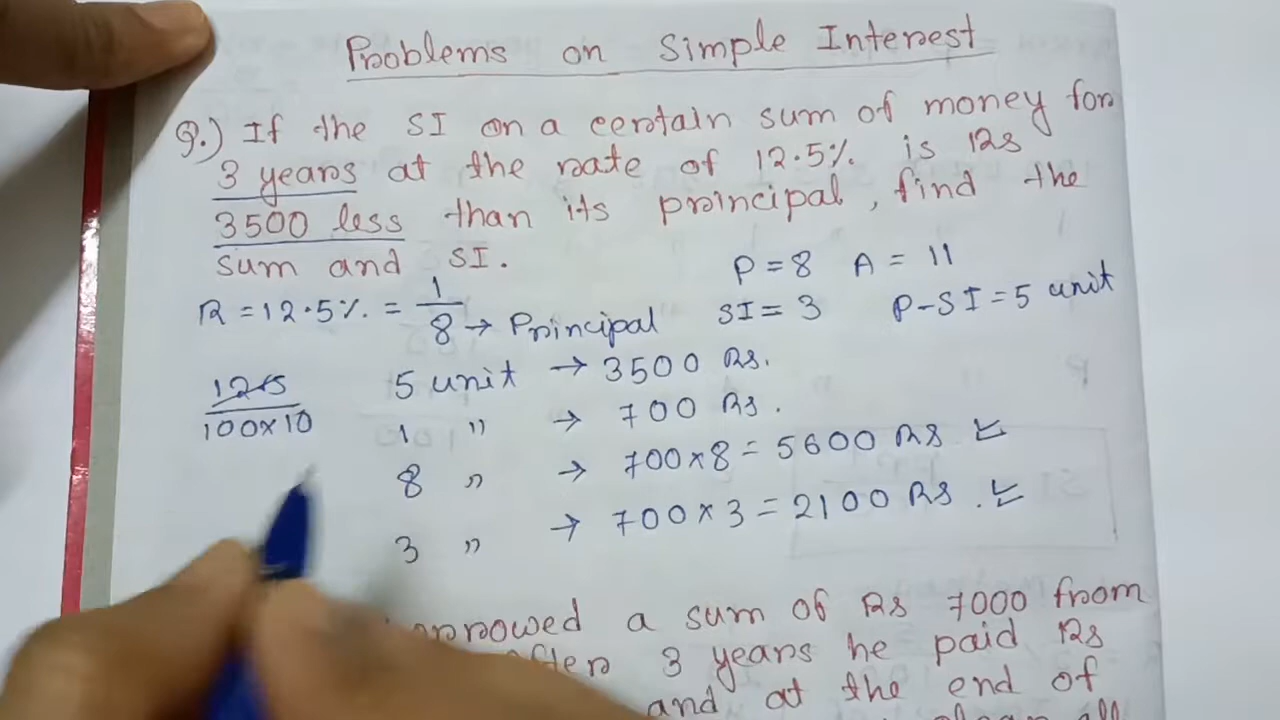 Problems on Simple Interest
Q.) If the SI on a certain sum of money for
3 years at the rate of 12.5% is Rs
3500 less than its principal, find the
sum and SI.
P = 8 A = 11
R = 12.5% = 1/8 → Principal SI = 3 P-SI = 5 unit
125/100×10
5 unit → 3500 Rs.
1 " → 700 Rs.
8 " → 700×8 = 5600 Rs
3 " → 700×3 = 2100 Rs.
a sum of Rs 7000 from
3 years he paid Rs
and at the end of
all